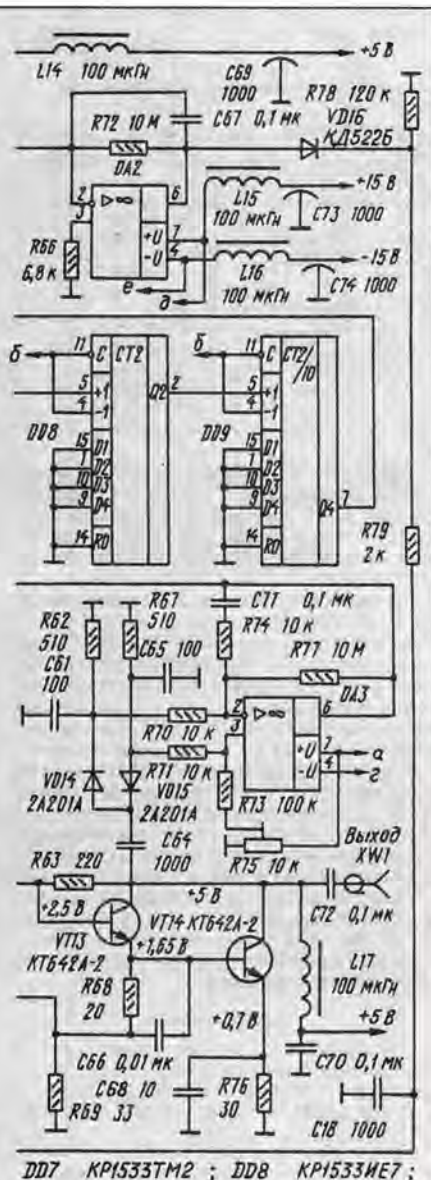 +5 В
L14 100 мкГн
C69 1000
R78 120 к
R72 10 М
C67 0,1 мк
VD16 КД522Б
DA2
2 ▷ ∞ 6
3
+U 7
-U 4
L15 100 мкГн
+15 В
C73 1000
R66 6,8 к
-15 В
L16 100 мкГн
C74 1000
е
д
б 11 C СТ2
5 +1 Q2 2
4 -1
DD8
15 D1
1 D2
10 D3
9 D4
14 R0
б 11 C СТ2/10
5 +1
4 -1
DD9
15 D1
1 D2
10 D3
9 D4 Q4 7
14 R0
R79 2 к
R62 510
R67 510
C71 0,1 мк
R74 10 к
C61 100
C65 100
R77 10 М
DA3
R70 10 к
2 ▷ ∞ 6
3
+U 7 а
-U 4 г
R71 10 к
VD14 2А201А
VD15 2А201А
R73 100 к
C64 1000
R75 10 к
Выход XW1
R63 220
+5 В
C72 0,1 мк
+2,5 В
VT13 КТ642А-2
VT14 КТ642А-2
+1,65 В
L17 100 мкГн
R68 20
+0,7 В
+5 В
C66 0,01 мк
C70 0,1 мк
C68 10
R76 30
R69 33
C18 1000
DD7 КР1533ТМ2 ; DD8 КР1533ИЕ7 ;